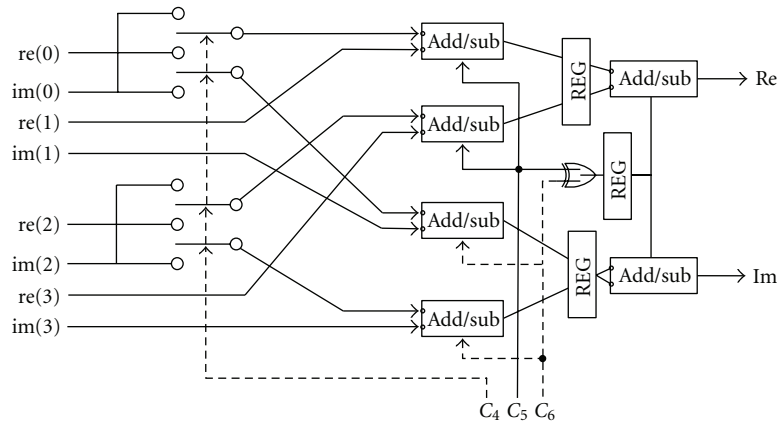 re(0)
im(0)
re(1)
im(1)
re(2)
im(2)
re(3)
im(3)
Add/sub
Add/sub
Add/sub
Add/sub
REG
REG
REG
Add/sub
Add/sub
Re
Im
C4 C5 C6